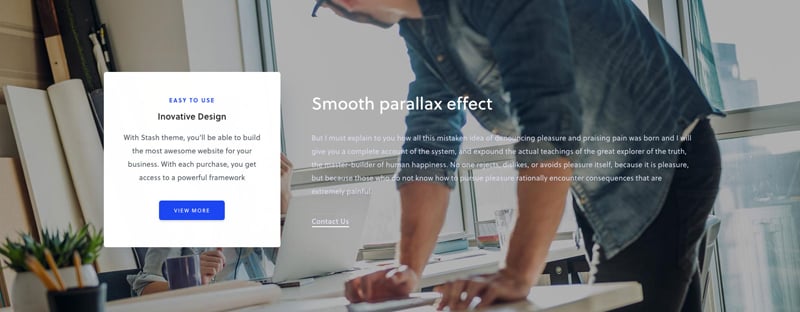 EASY TO USE
Inovative Design
With Stash theme, you'll be able to build
the most awesome website for your
business. With each purchase, you get
access to a powerful framework
VIEW MORE
Smooth parallax effect
But I must explain to you how all this mistaken idea of denouncing pleasure and praising pain was born and I will
give you a complete account of the system, and expound the actual teachings of the great explorer of the truth,
the master-builder of human happiness. No one rejects, dislikes, or avoids pleasure itself, because it is pleasure,
but because those who do not know how to pursue pleasure rationally encounter consequences that are
extremely painful.
Contact Us